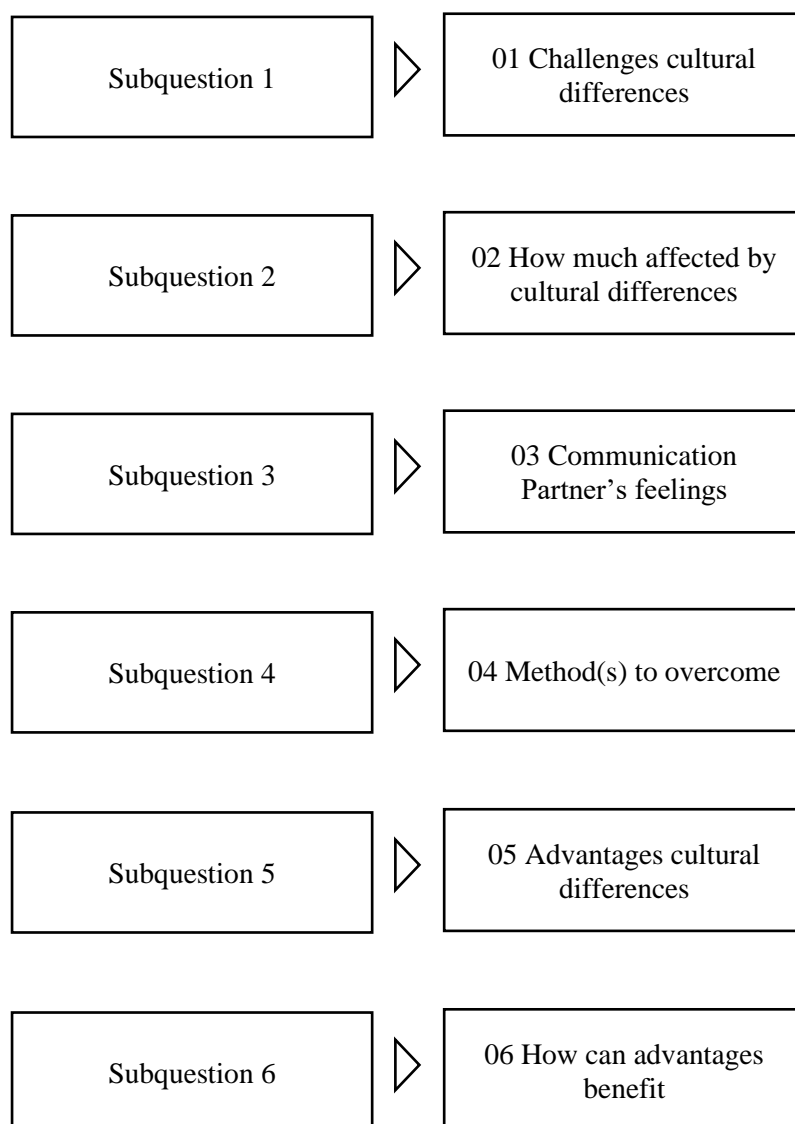 Subquestion 1
01 Challenges cultural
differences
Subquestion 2
02 How much affected by
cultural differences
Subquestion 3
03 Communication
Partner’s feelings
Subquestion 4
04 Method(s) to overcome
Subquestion 5
05 Advantages cultural
differences
Subquestion 6
06 How can advantages
benefit